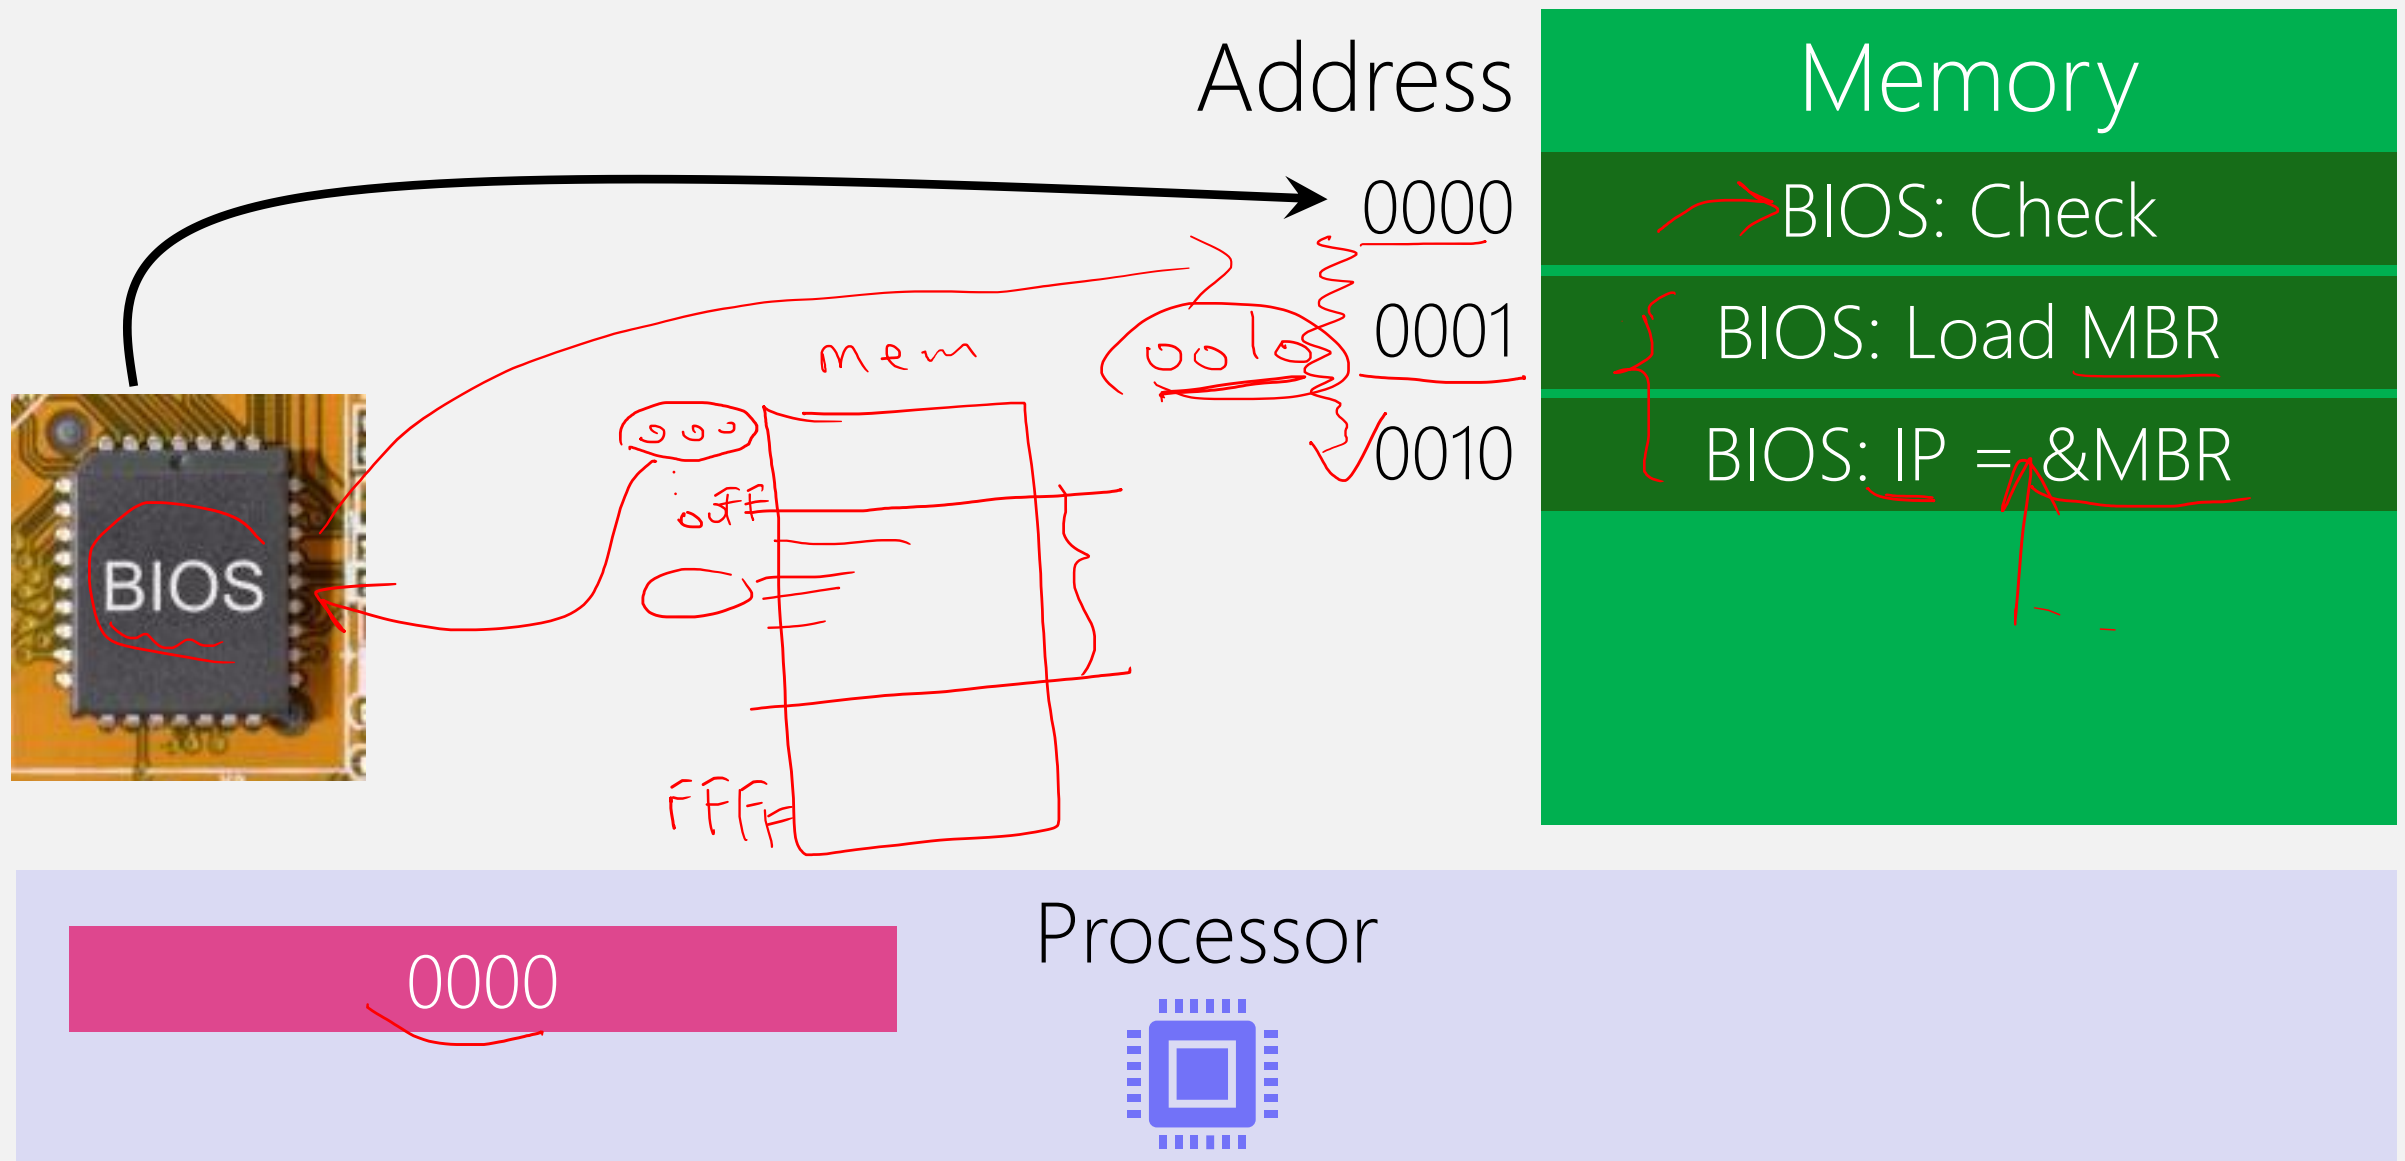 Address
Memory
0000
BIOS: Check
0001
BIOS: Load MBR
0010
BIOS: IP = &MBR
0010
mem
000
0FF
BIOS
FFFF
Processor
0000